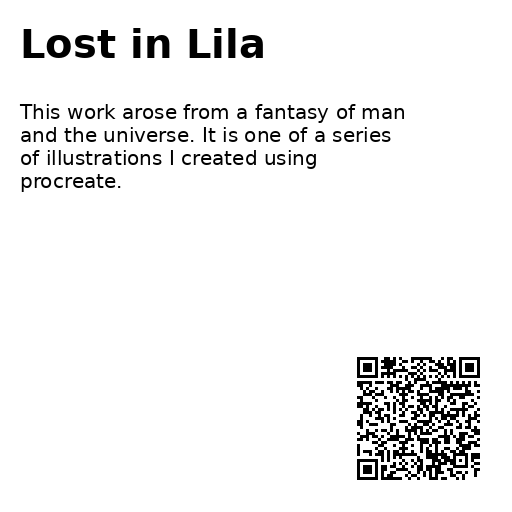 Lost in Lila
This work arose from a fantasy of man
and the universe. It is one of a series
of illustrations I created using
procreate.